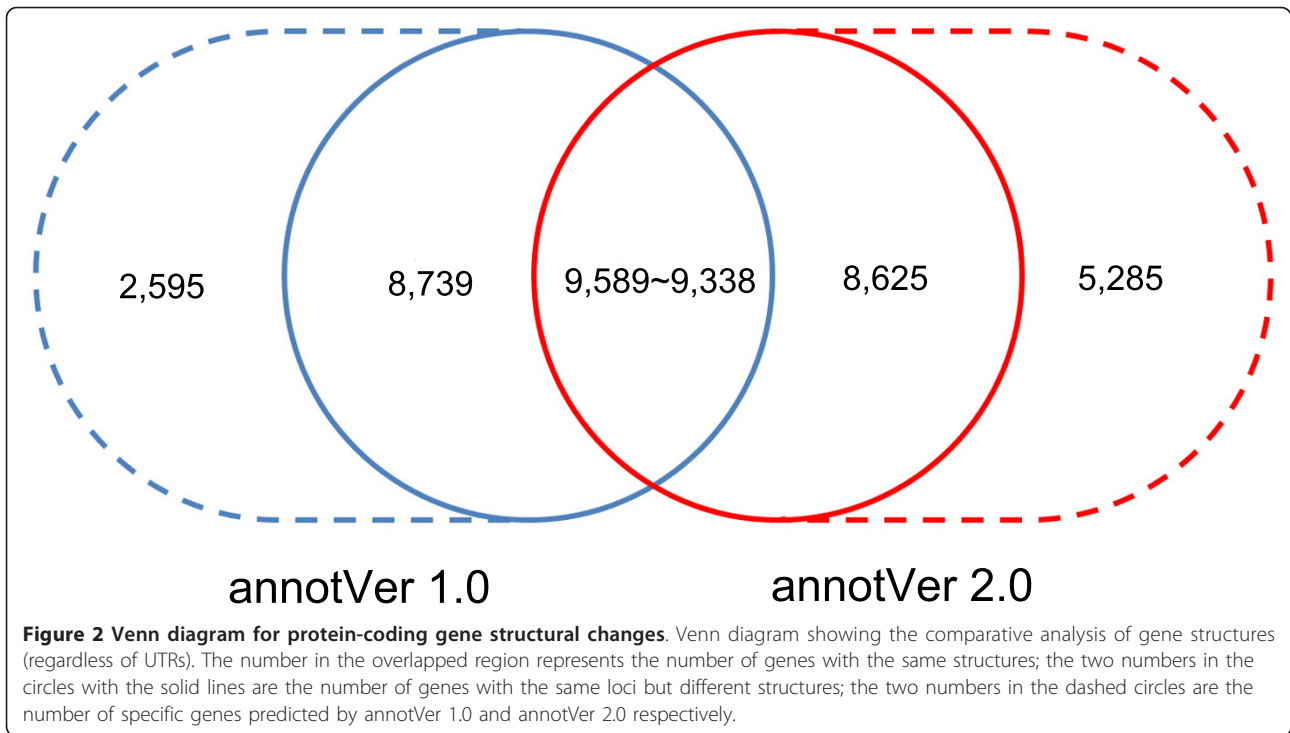 2,595
8,739
9,589~9,338
8,625
5,285
annotVer 1.0
annotVer 2.0
Figure 2 Venn diagram for protein-coding gene structural changes. Venn diagram showing the comparative analysis of gene structures
(regardless of UTRs). The number in the overlapped region represents the number of genes with the same structures; the two numbers in the
circles with the solid lines are the number of genes with the same loci but different structures; the two numbers in the dashed circles are the
number of specific genes predicted by annotVer 1.0 and annotVer 2.0 respectively.